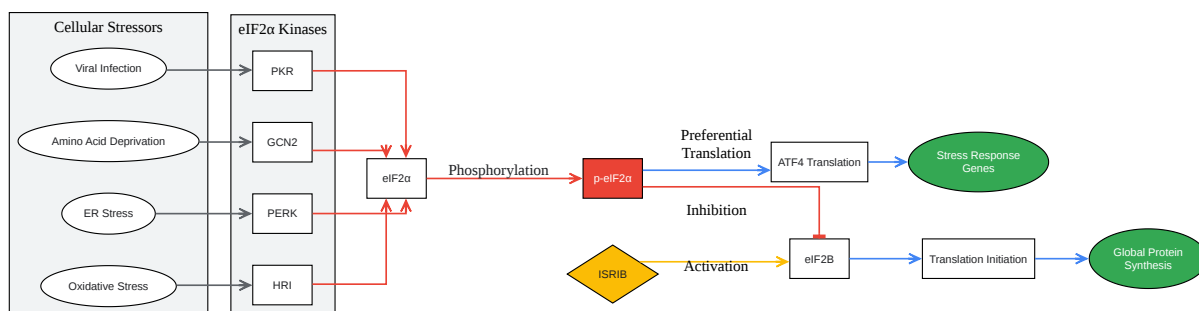 Cellular Stressors
eIF2α Kinases
Viral Infection
PKR
Amino Acid Deprivation
GCN2
ER Stress
PERK
Oxidative Stress
HRI
eIF2α
Phosphorylation
p-eIF2α
Preferential
Translation
ATF4 Translation
Stress Response
Genes
Inhibition
ISRIB
Activation
eIF2B
Translation Initiation
Global Protein
Synthesis